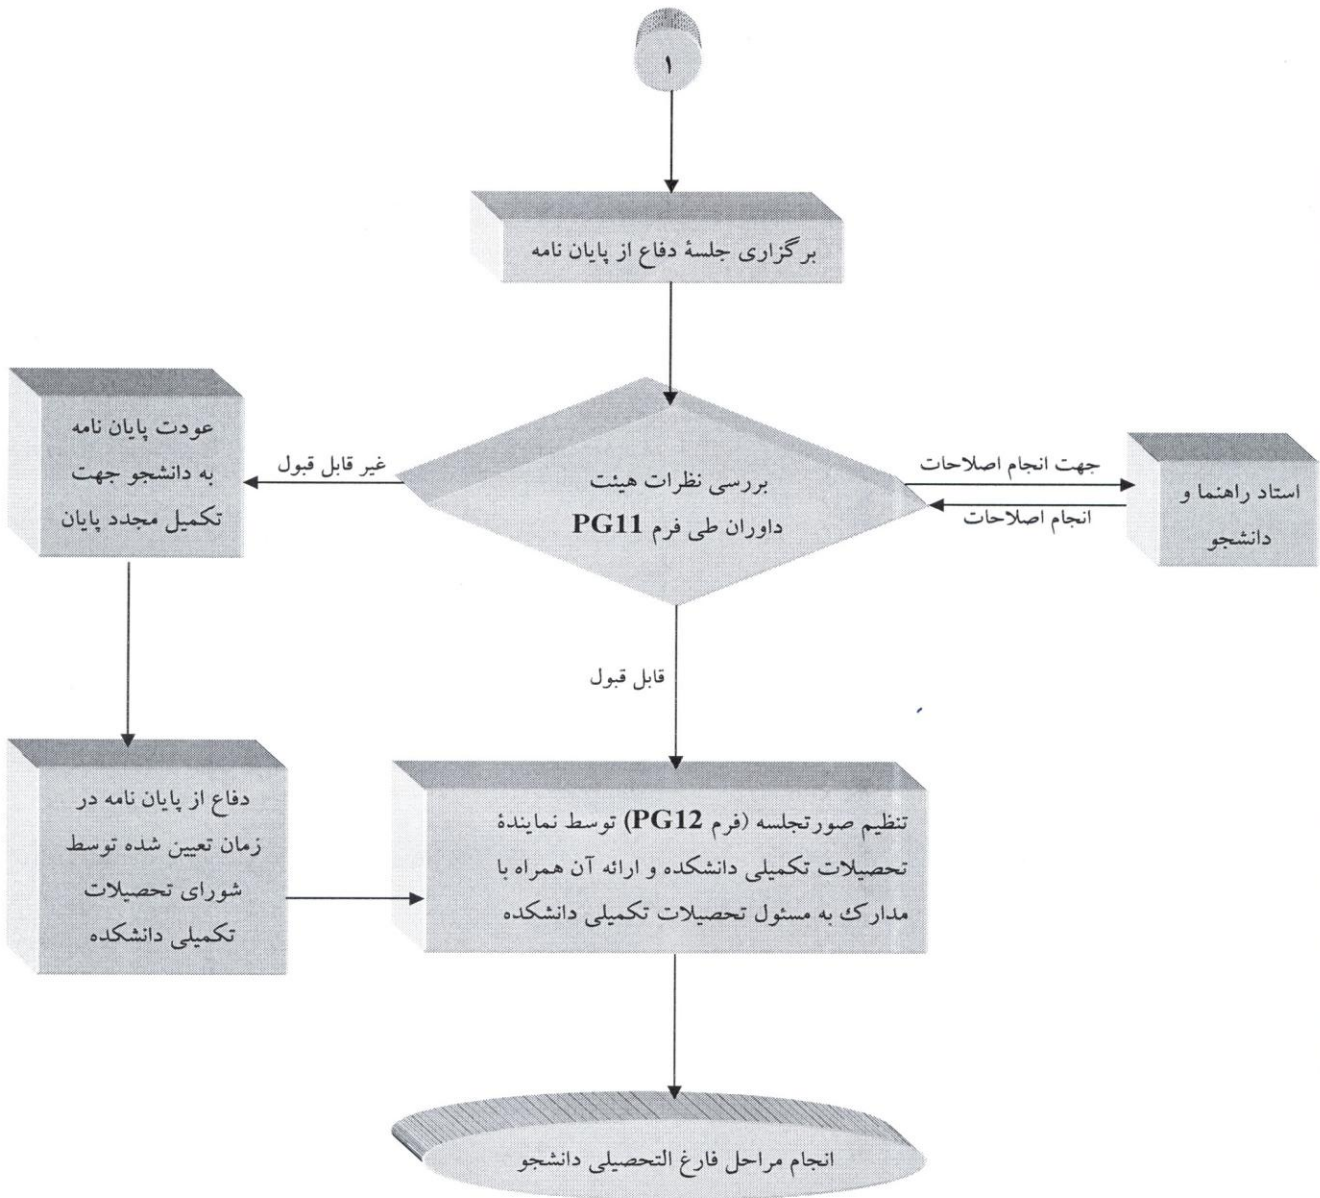 ۱
برگزاری جلسهٔ دفاع از پایان نامه
بررسی نظرات هیئت
داوران طی فرم PG11
جهت انجام اصلاحات
انجام اصلاحات
استاد راهنما و
دانشجو
غیر قابل قبول
عودت پایان نامه
به دانشجو جهت
تکمیل مجدد پایان
قابل قبول
دفاع از پایان نامه در
زمان تعیین شده توسط
شورای تحصیلات
تکمیلی دانشکده
تنظیم صورتجلسه (فرم PG12) توسط نمایندهٔ
تحصیلات تکمیلی دانشکده و ارائه آن همراه با
مدارک به مسئول تحصیلات تکمیلی دانشکده
انجام مراحل فارغ التحصیلی دانشجو